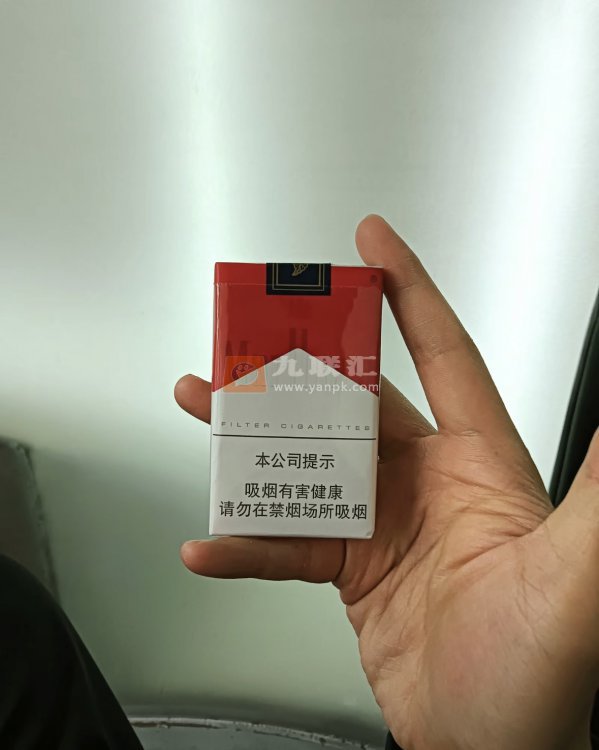 九联汇
www.yanpk.com
FILTER CIGARETTES
本公司提示
吸烟有害健康
请勿在禁烟场所吸烟